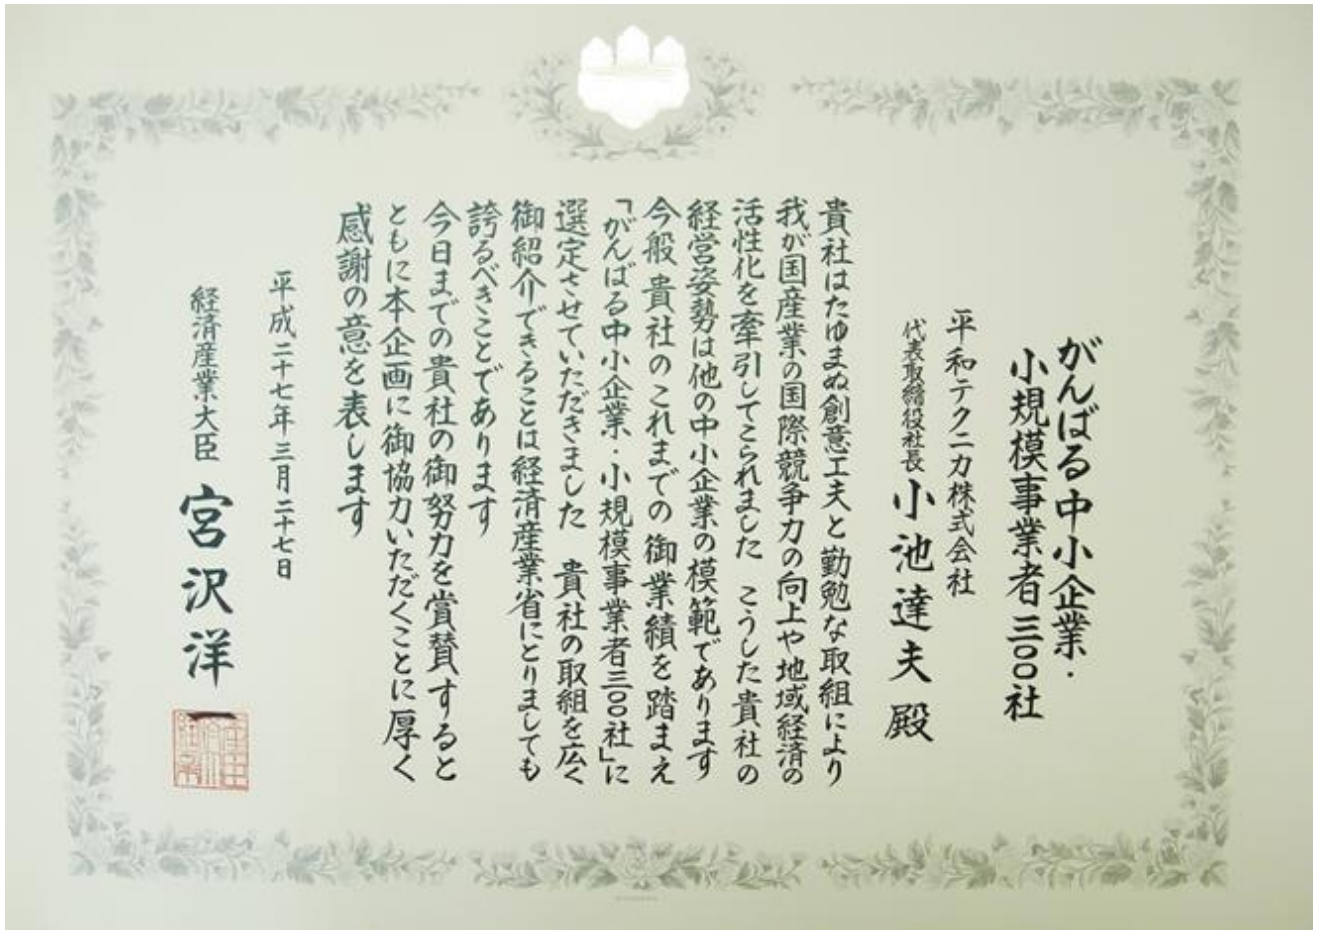 がんばる中小企業・
小規模事業者三〇〇社
平和テクニカ株式会社
代表取締役社長 小池達夫 殿
貴社はたゆまぬ創意工夫と勤勉な取組により
我が国産業の国際競争力の向上や地域経済の
活性化を牽引してこられました こうした貴社の
経営姿勢は他の中小企業の模範であります
今般 貴社のこれまでの御業績を踏まえ
「がんばる中小企業・小規模事業者三〇〇社」に
選定させていただきました 貴社の取組を広く
御紹介できることは経済産業省にとりましても
誇るべきことであります
今日までの貴社の御努力を賞賛すると
ともに本企画に御協力いただくことに厚く
感謝の意を表します
平成二十七年三月二十七日
経済産業大臣 宮沢洋一